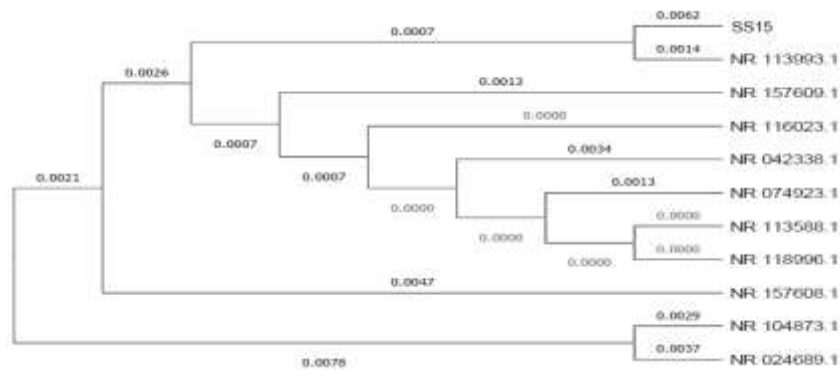 0.0062
SS15
0.0007
0.0014
NR 113993.1
0.0026
0.0013
NR 157609.1
0.0000
NR 116023.1
0.0007
0.0034
NR 042338.1
0.0007
0.0013
NR 074923.1
0.0021
0.0000
0.0000
NR 113588.1
0.0000
0.0000
NR 118996.1
0.0000
0.0047
NR 157608.1
0.0029
NR 104873.1
0.0037
0.0078
NR 024689.1